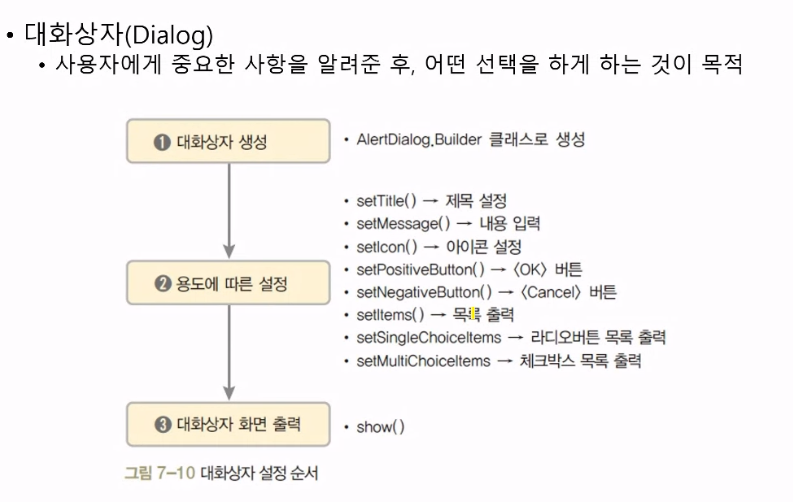 • 대화상자(Dialog)
• 사용자에게 중요한 사항을 알려준 후, 어떤 선택을 하게 하는 것이 목적
❶ 대화상자 생성
• AlertDialog.Builder 클래스로 생성
❷ 용도에 따른 설정
• setTitle() → 제목 설정
• setMessage() → 내용 입력
• setIcon() → 아이콘 설정
• setPositiveButton() → 〈OK〉 버튼
• setNegativeButton() → 〈Cancel〉 버튼
• setItems() → 목록 출력
• setSingleChoiceItems → 라디오버튼 목록 출력
• setMultiChoiceItems → 체크박스 목록 출력
❸ 대화상자 화면 출력
• show()
그림 7-10 대화상자 설정 순서